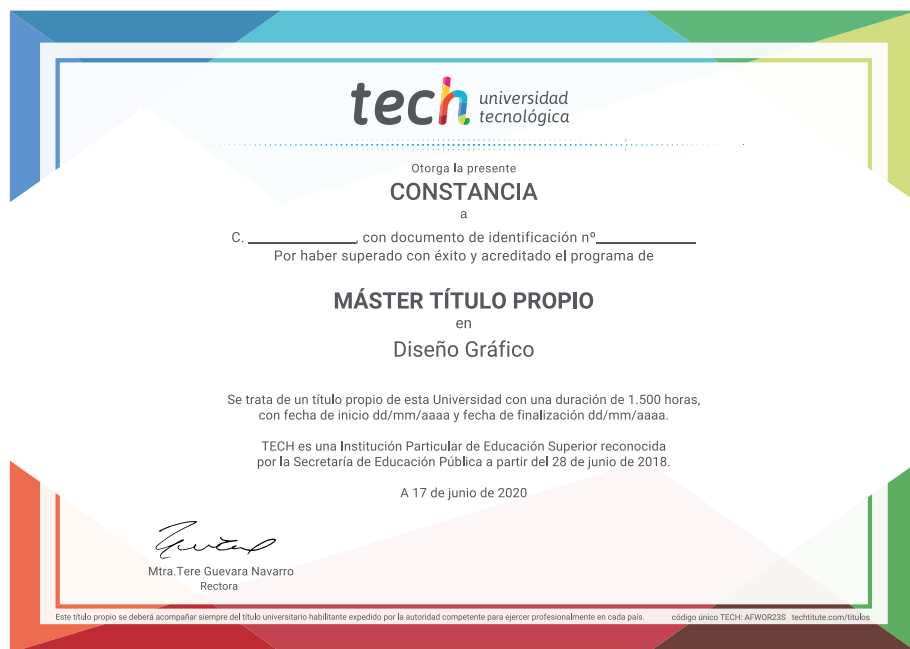 tech universidad
tecnológica
Otorga la presente
CONSTANCIA
a
C. ____________, con documento de identificación nº___________
Por haber superado con éxito y acreditado el programa de
MÁSTER TÍTULO PROPIO
en
Diseño Gráfico
Se trata de un título propio de esta Universidad con una duración de 1.500 horas,
con fecha de inicio dd/mm/aaaa y fecha de finalización dd/mm/aaaa.
TECH es una Institución Particular de Educación Superior reconocida
por la Secretaría de Educación Pública a partir del 28 de junio de 2018.
A 17 de junio de 2020
Mtra.Tere Guevara Navarro
Rectora
Este título propio se deberá acompañar siempre del título universitario habilitante expedido por la autoridad competente para ejercer profesionalmente en cada país. código único TECH: AFWOR23S techtitute.com/titulos